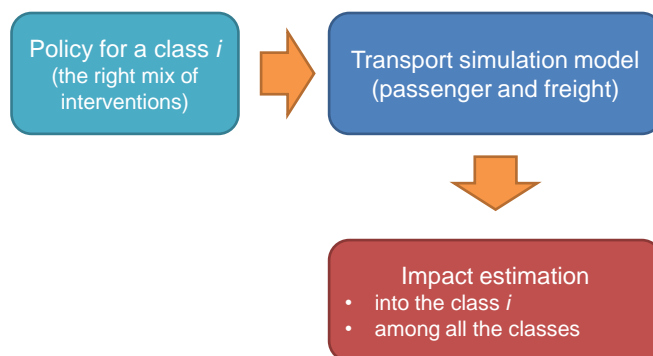 Policy for a class i
(the right mix of
interventions)
Transport simulation model
(passenger and freight)
Impact estimation
• into the class i
• among all the classes